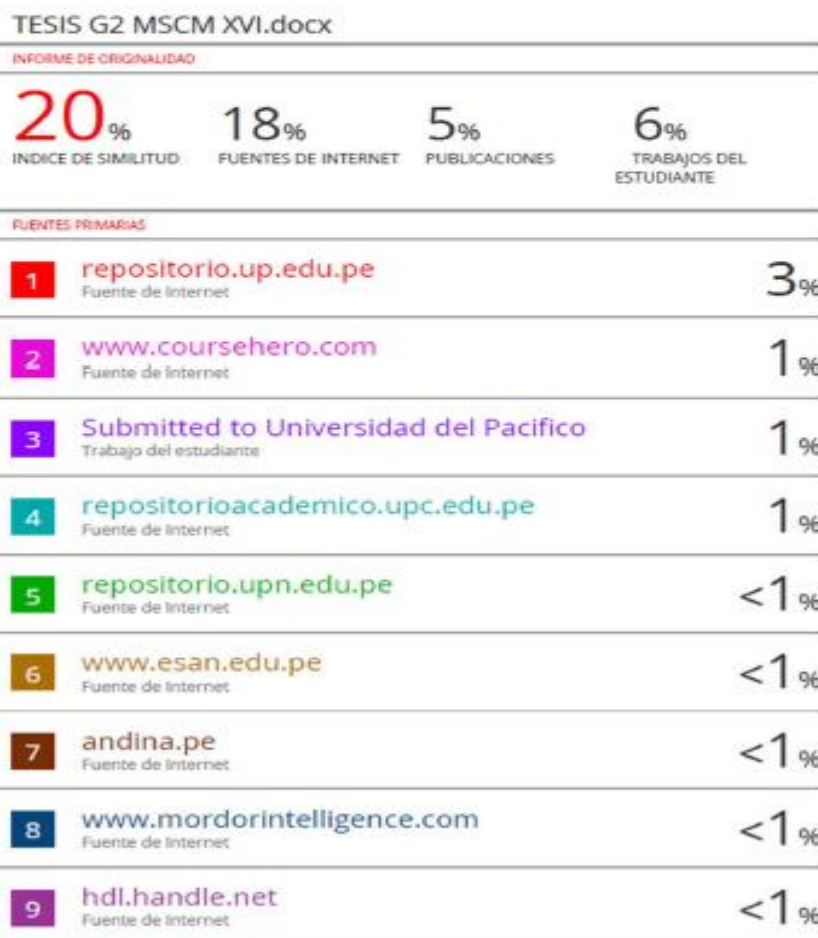 TESIS G2 MSCM XVI.docx
INFORME DE ORIGINALIDAD
20% 18% 5% 6%
INDICE DE SIMILITUD FUENTES DE INTERNET PUBLICACIONES TRABAJOS DEL
ESTUDIANTE
FUENTES PRIMARIAS
1 repositorio.up.edu.pe 3%
Fuente de Internet
2 www.coursehero.com 1%
Fuente de Internet
3 Submitted to Universidad del Pacifico 1%
Trabajo del estudiante
4 repositorioacademico.upc.edu.pe 1%
Fuente de Internet
5 repositorio.upn.edu.pe <1%
Fuente de Internet
6 www.esan.edu.pe <1%
Fuente de Internet
7 andina.pe <1%
Fuente de Internet
8 www.mordorintelligence.com <1%
Fuente de Internet
9 hdl.handle.net <1%
Fuente de Internet